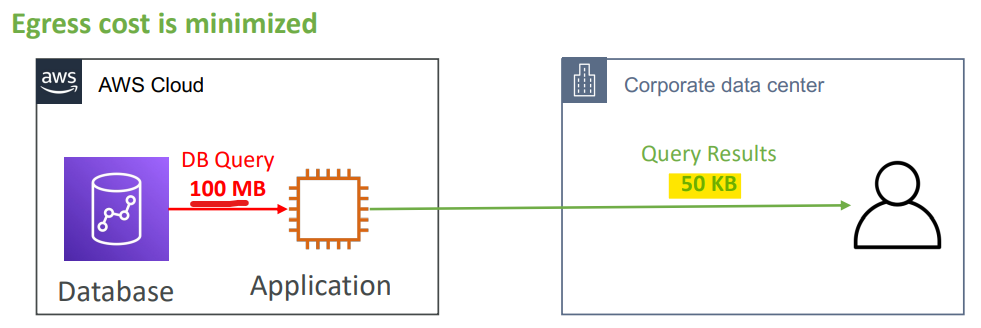 Egress cost is minimized
aws
AWS Cloud
Corporate data center
DB Query
100 MB
Query Results
50 KB
Database
Application